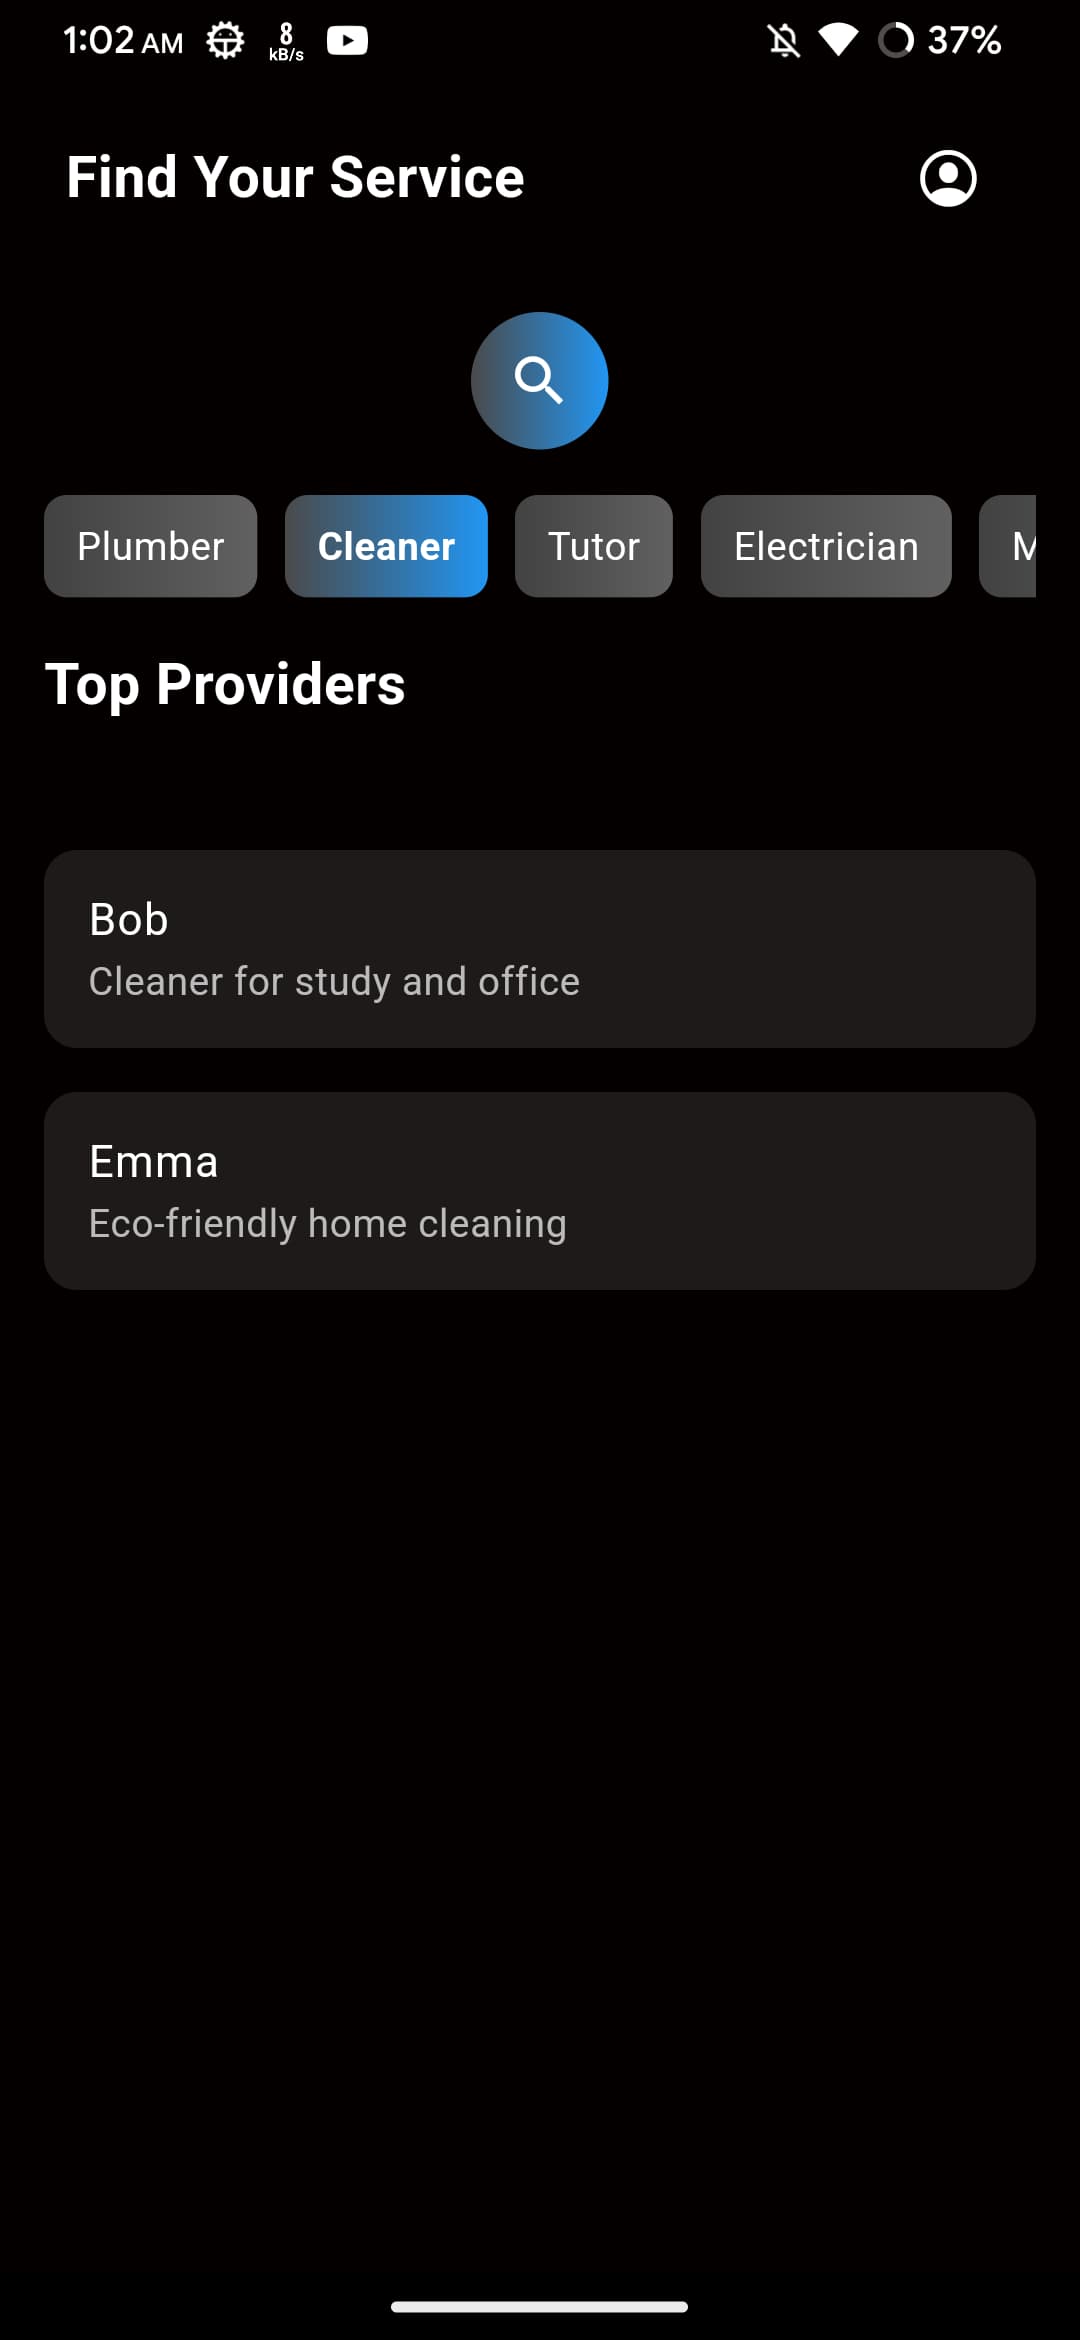 1:02 AM 8 kB/s 37%
Find Your Service
Plumber Cleaner Tutor Electrician M
Top Providers
Bob
Cleaner for study and office
Emma
Eco-friendly home cleaning